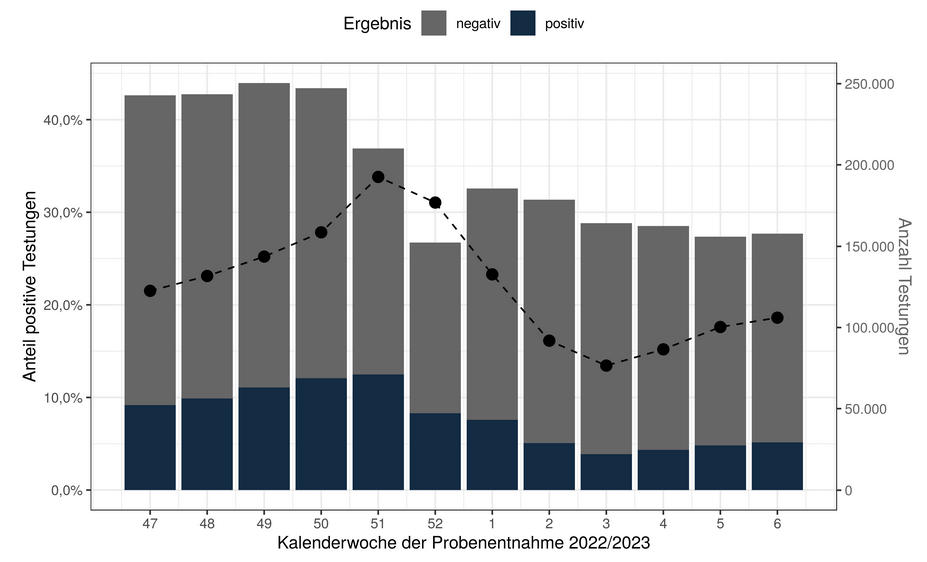 Ergebnis negativ positiv
Anteil positive Testungen
40,0%
30,0%
20,0%
10,0%
0,0%
250.000
200.000
150.000
100.000
50.000
0
Anzahl Testungen
47 48 49 50 51 52 1 2 3 4 5 6
Kalenderwoche der Probenentnahme 2022/2023